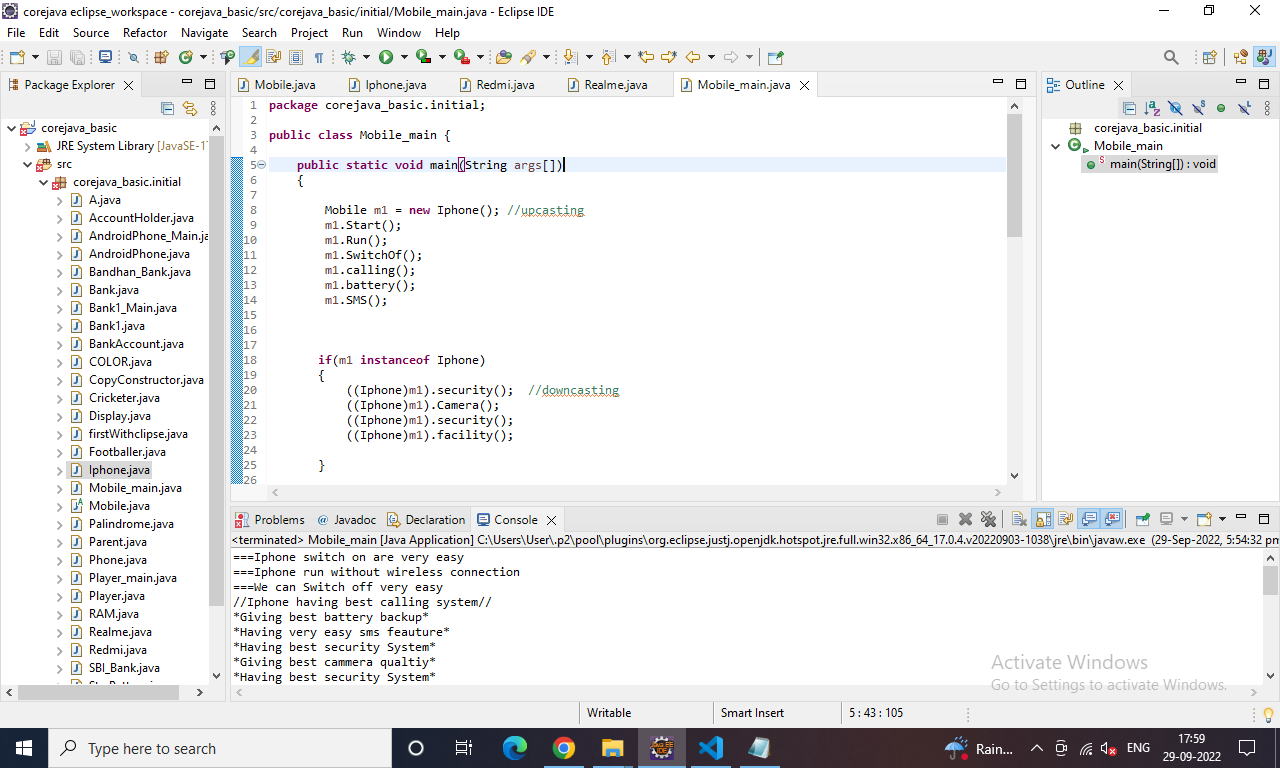 corejava eclipse_workspace - corejava_basic/src/corejava_basic/initial/Mobile_main.java - Eclipse IDE
File Edit Source Refactor Navigate Search Project Run Window Help
Package Explorer
corejava_basic
JRE System Library [JavaSE-1
src
corejava_basic.initial
A.java
AccountHolder.java
AndroidPhone_Main.ja
AndroidPhone.java
Bandhan_Bank.java
Bank.java
Bank1_Main.java
Bank1.java
BankAccount.java
COLOR.java
CopyConstructor.java
Cricketer.java
Display.java
firstWithclipse.java
Footballer.java
Iphone.java
Mobile_main.java
Mobile.java
Palindrome.java
Parent.java
Phone.java
Player_main.java
Player.java
RAM.java
Realme.java
Redmi.java
SBI_Bank.java
Mobile.java Iphone.java Redmi.java Realme.java Mobile_main.java
1 package corejava_basic.initial;
2
3 public class Mobile_main {
4
5 public static void main(String args[])
6 {
7
8 Mobile m1 = new Iphone(); //upcasting
9 m1.Start();
10 m1.Run();
11 m1.SwitchOf();
12 m1.calling();
13 m1.battery();
14 m1.SMS();
15
16
17
18 if(m1 instanceof Iphone)
19 {
20 ((Iphone)m1).security(); //downcasting
21 ((Iphone)m1).Camera();
22 ((Iphone)m1).security();
23 ((Iphone)m1).facility();
24
25 }
26
Outline
corejava_basic.initial
Mobile_main
main(String[]) : void
Problems Javadoc Declaration Console
<terminated> Mobile_main [Java Application] C:\Users\User\.p2\pool\plugins\org.eclipse.justj.openjdk.hotspot.jre.full.win32.x86_64_17.0.4.v20220903-1038\jre\bin\javaw.exe (29-Sep-2022, 5:54:32 pm
===Iphone switch on are very easy
===Iphone run without wireless connection
===We can Switch off very easy
//Iphone having best calling system//
*Giving best battery backup*
*Having very easy sms feauture*
*Having best security System*
*Giving best cammera qualtiy*
*Having best security System*
Activate Windows
Go to Settings to activate Windows.
Writable Smart Insert 5 : 43 : 105
Type here to search
Rain... ENG
17:59
29-09-2022